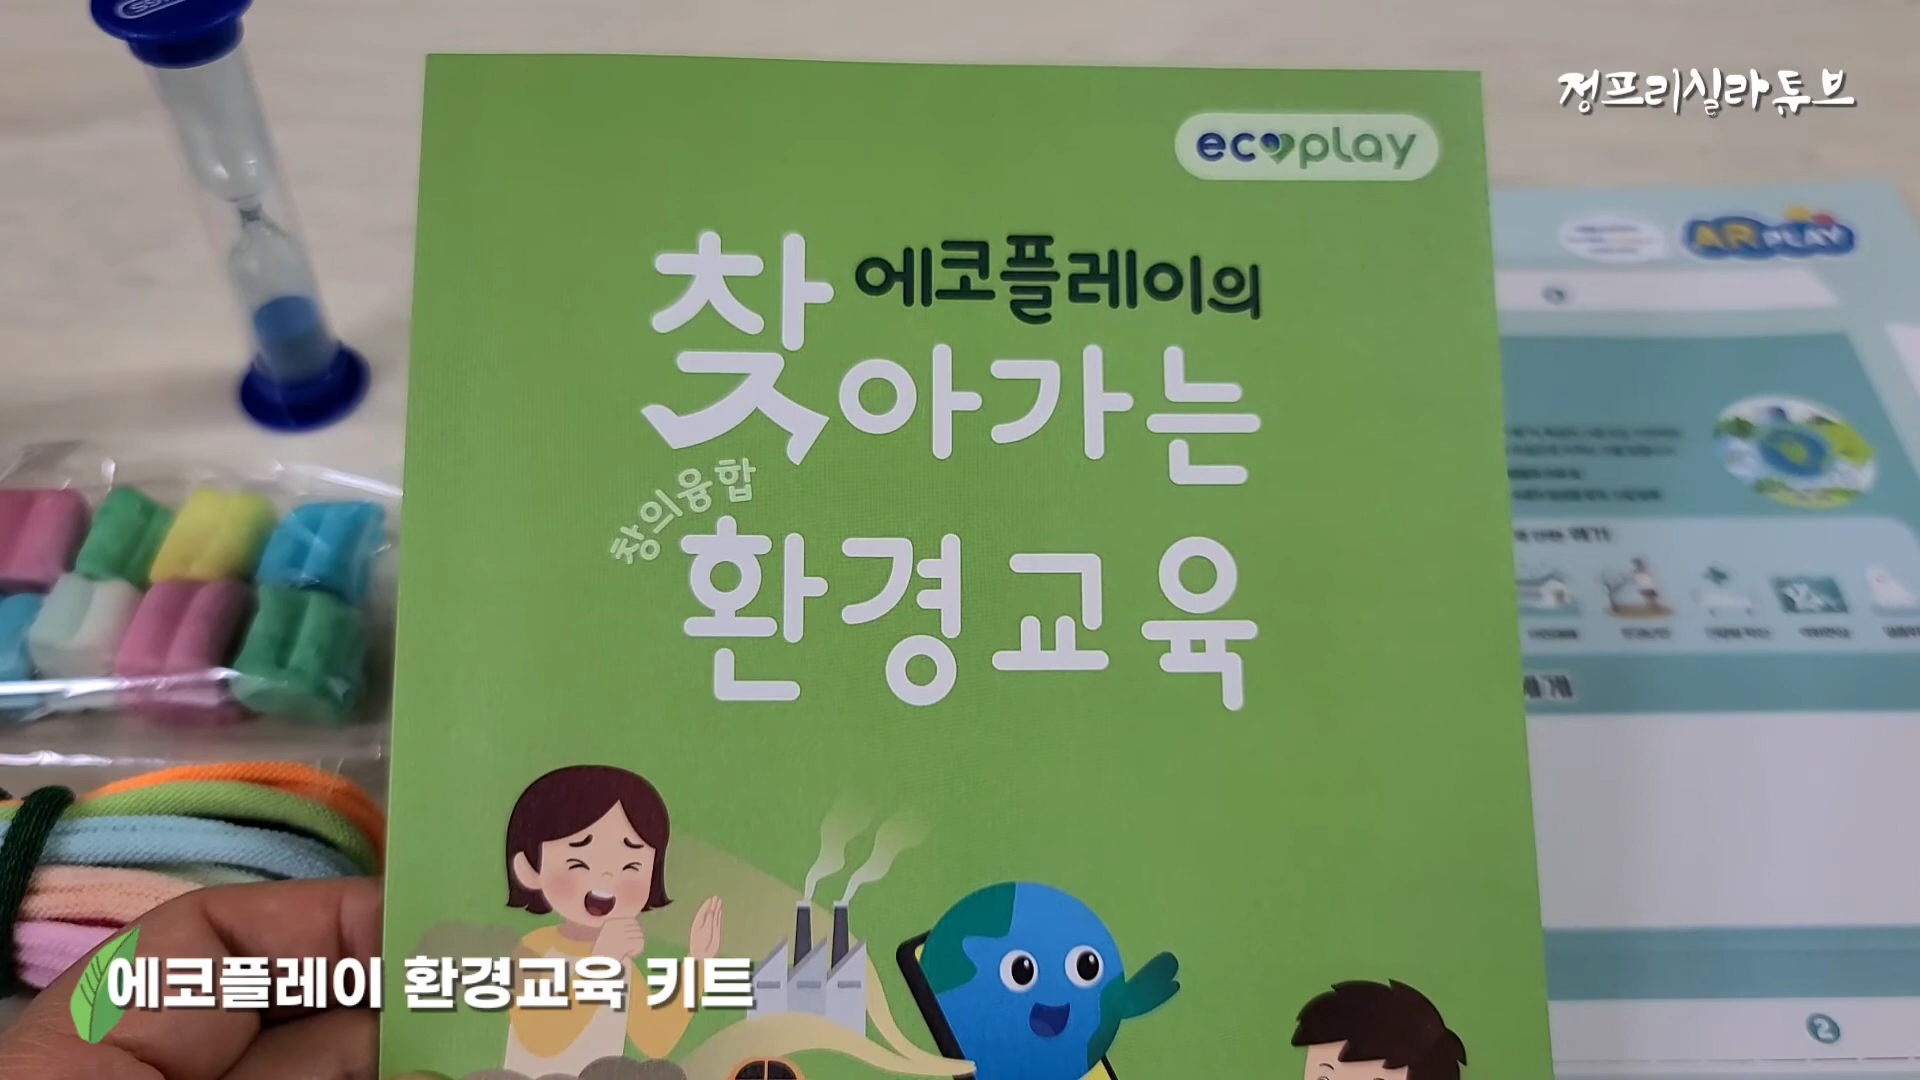 정프리실라튜브
ecoplay
에코플레이의
찾아가는
창의융합
환경교육
AR PLAY
2
에코플레이 환경교육 키트